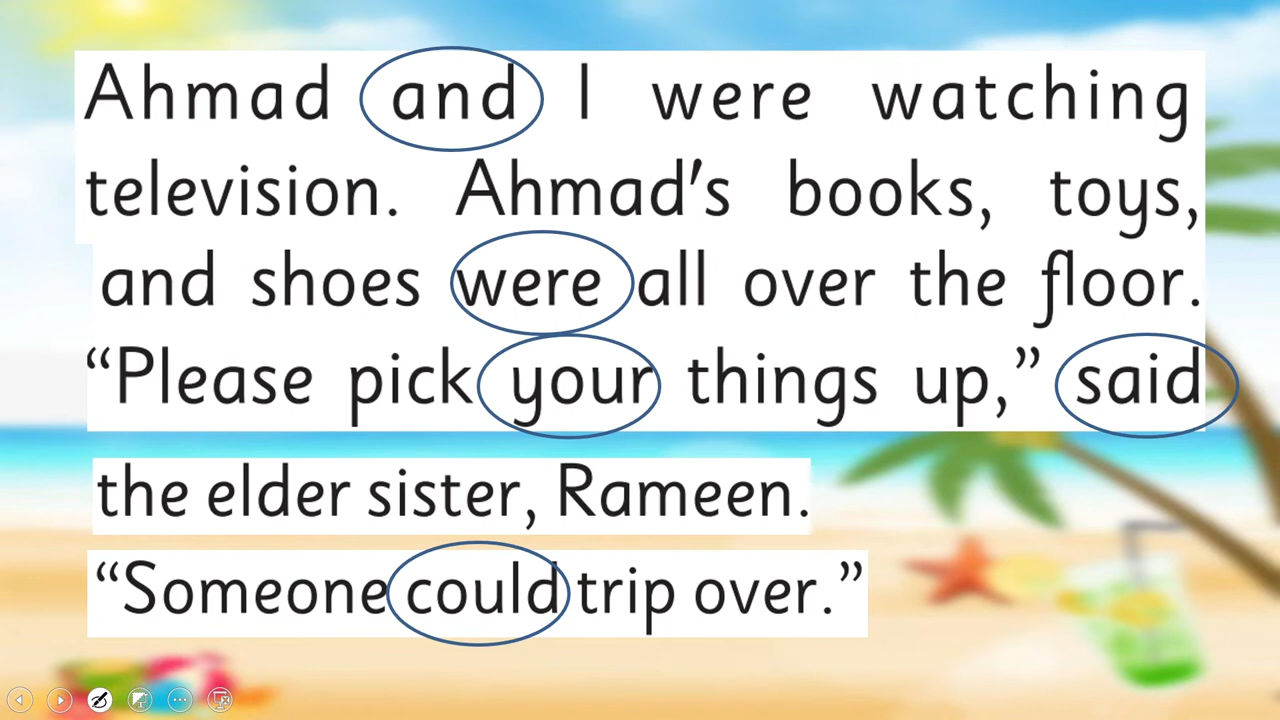 Ahmad and I were watching
television. Ahmad's books, toys,
and shoes were all over the floor.
“Please pick your things up,” said
the elder sister, Rameen.
“Someone could trip over.”